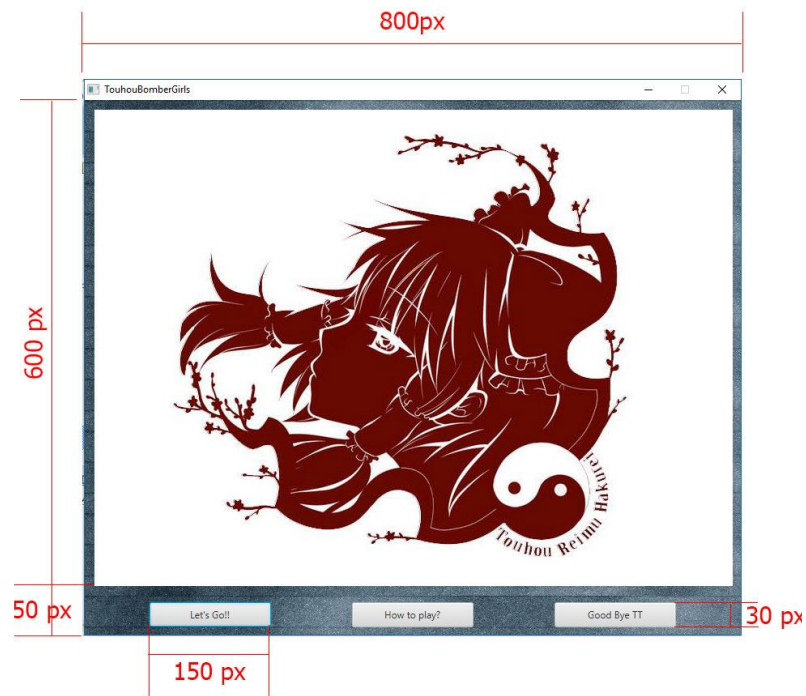 800px
TouhouBomberGirls
600 px
Touhou Reimu Hakurei
50 px
Let's Go!!
How to play?
Good Bye TT
30 px
150 px